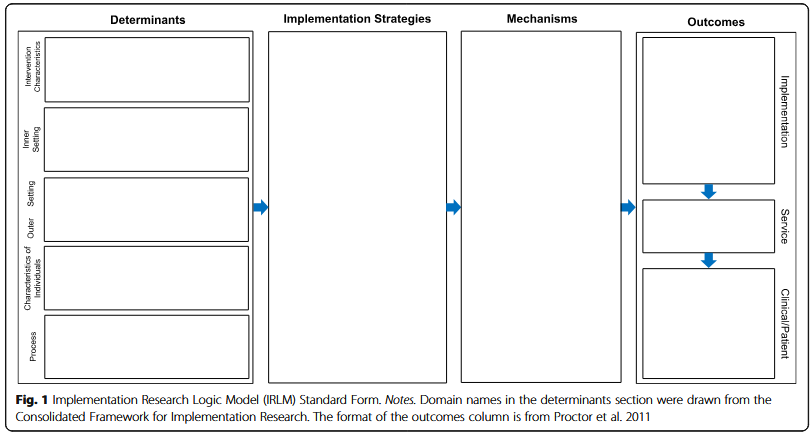 Determinants
Implementation Strategies
Mechanisms
Outcomes
Intervention
Characteristics
Inner
Setting
Outer Setting
Characteristics of
Individuals
Process
Implementation
Service
Clinical/Patient
Fig. 1 Implementation Research Logic Model (IRLM) Standard Form. Notes. Domain names in the determinants section were drawn from the
Consolidated Framework for Implementation Research. The format of the outcomes column is from Proctor et al. 2011